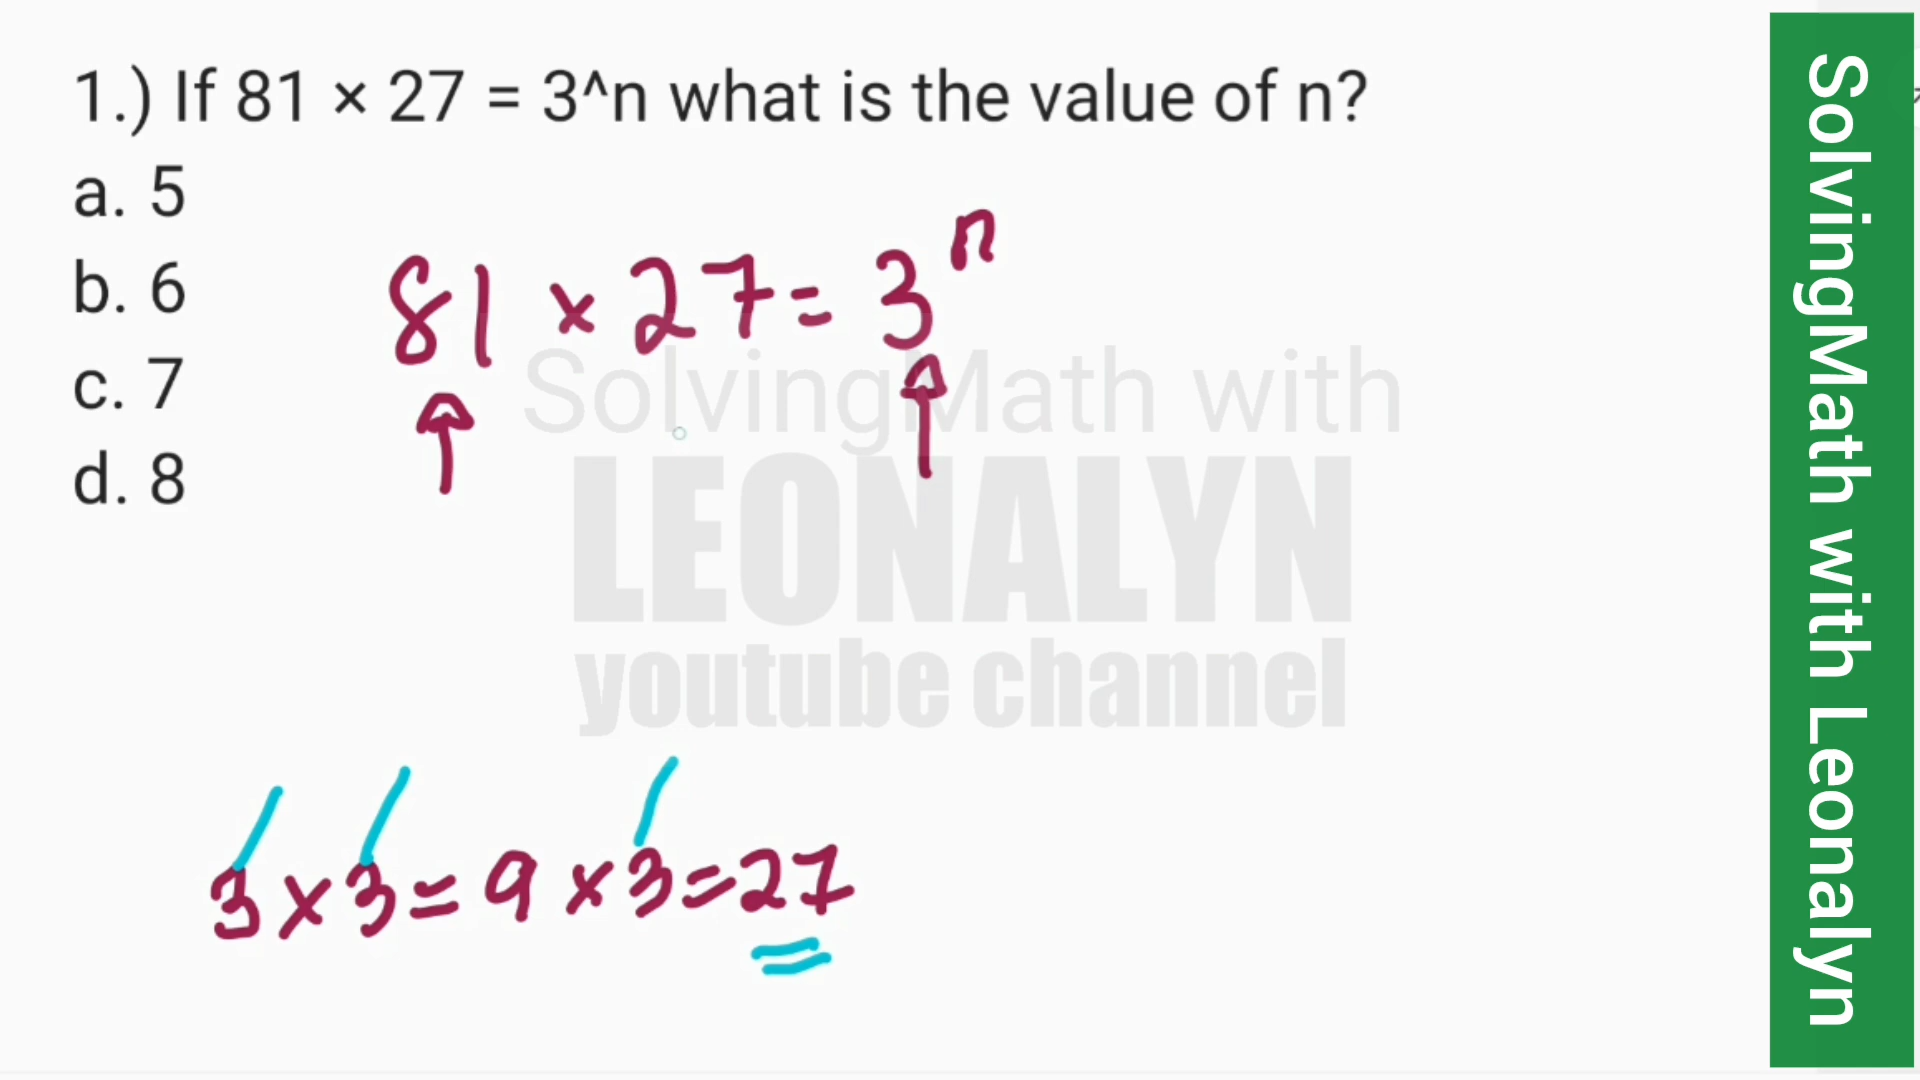 1.) If 81 × 27 = 3^n what is the value of n?
a. 5
b. 6
c. 7
d. 8
81 × 27 = 3ⁿ
SolvingMath with
LEONALYN
youtube channel
3 × 3 = 9 × 3 = 27
SolvingMath with Leonalyn